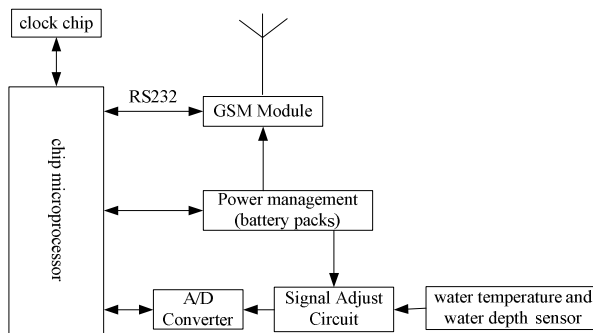 clock chip
RS232
GSM Module
chip microprocessor
Power management
(battery packs)
A/D
Converter
Signal Adjust
Circuit
water temperature and
water depth sensor